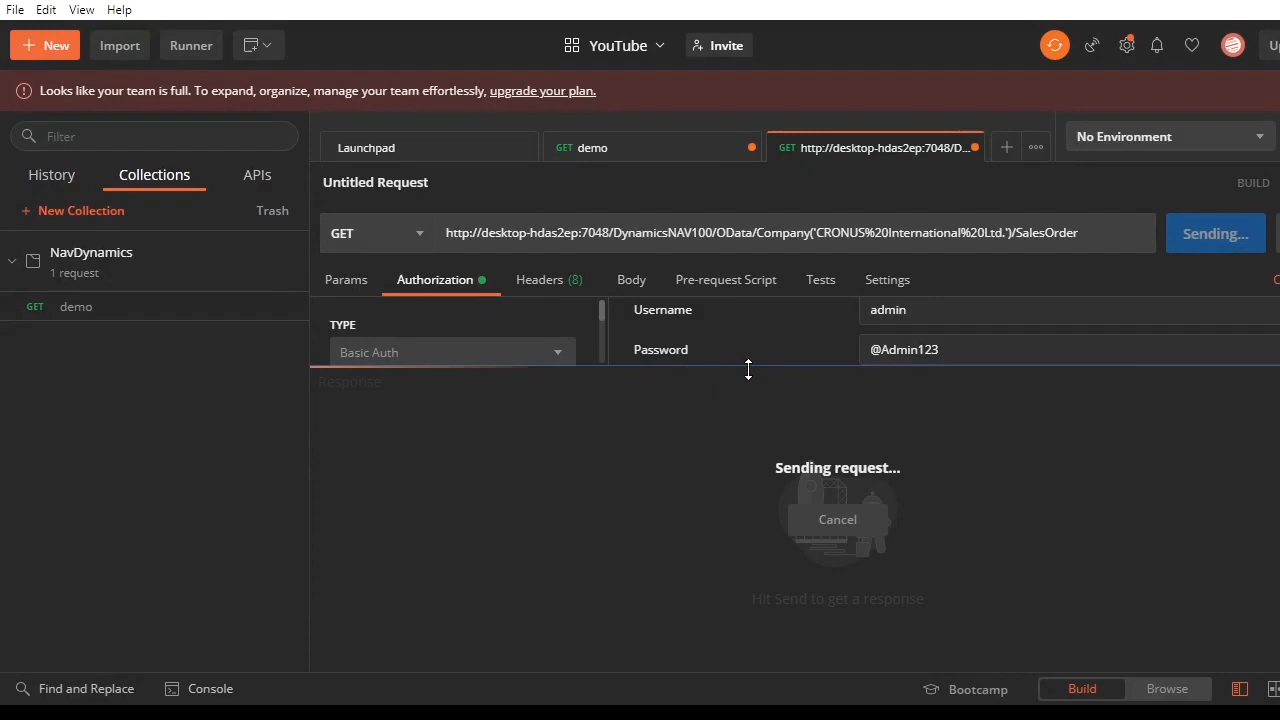 File Edit View Help
+ New Import Runner YouTube Invite Up
Looks like your team is full. To expand, organize, manage your team effortlessly, upgrade your plan.
Filter
Launchpad GET demo GET http://desktop-hdas2ep:7048/D... + ooo No Environment
History Collections APIs
Untitled Request BUILD
+ New Collection Trash
GET http://desktop-hdas2ep:7048/DynamicsNAV100/OData/Company('CRONUS%20International%20Ltd.')/SalesOrder Sending...
NavDynamics
1 request
Params Authorization Headers (8) Body Pre-request Script Tests Settings
GET demo
Username admin
TYPE
Password @Admin123
Basic Auth
Response
Sending request...
Cancel
Hit Send to get a response
Find and Replace Console Bootcamp Build Browse